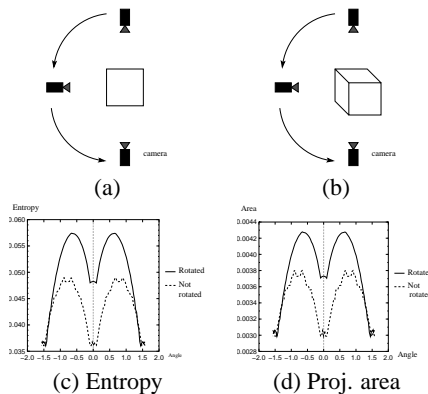 camera
camera
(a)
(b)
Entropy
0.060
0.055
0.050
0.045
0.040
0.035
-2.0 -1.5 -1.0 -0.5 0.0 0.5 1.0 1.5 2.0
Angle
Rotated
Not
rotated
Area
0.0044
0.0042
0.0040
0.0038
0.0036
0.0034
0.0032
0.0030
0.0028
-2.0 -1.5 -1.0 -0.5 0.0 0.5 1.0 1.5 2.0
Angle
Rotate
Not
rotated
(c) Entropy
(d) Proj. area